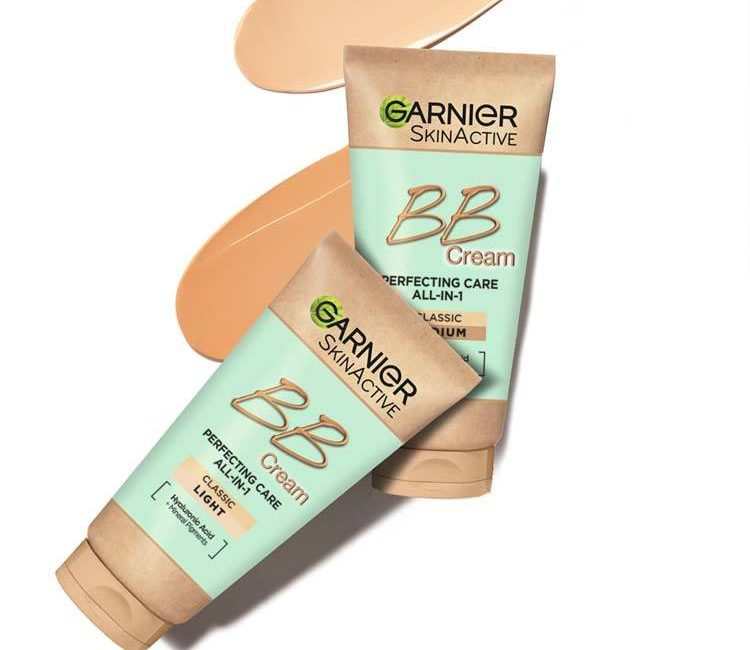 GARNIER
SKINACTIVE
BB
Cream
PERFECTING CARE
ALL-IN-1
CLASSIC
GARNIER
SKINACTIVE
BB
Cream
PERFECTING CARE
ALL-IN-1
CLASSIC
LIGHT
Hyaluronic Acid
+ Mineral Pigments